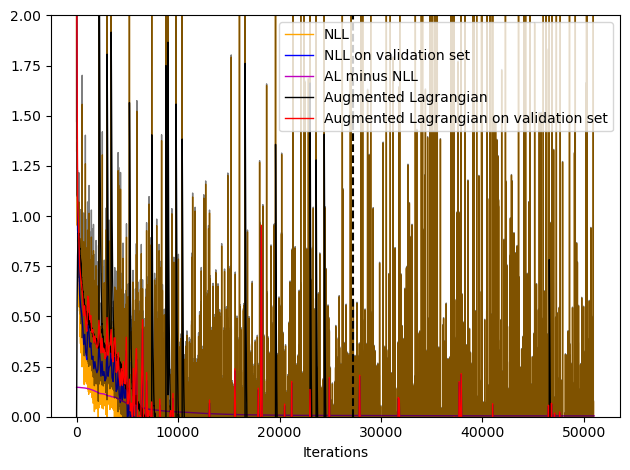 2.00
1.75
1.50
1.25
1.00
0.75
0.50
0.25
0.00
NLL
NLL on validation set
AL minus NLL
Augmented Lagrangian
Augmented Lagrangian on validation set
0
10000
20000
30000
40000
50000
Iterations